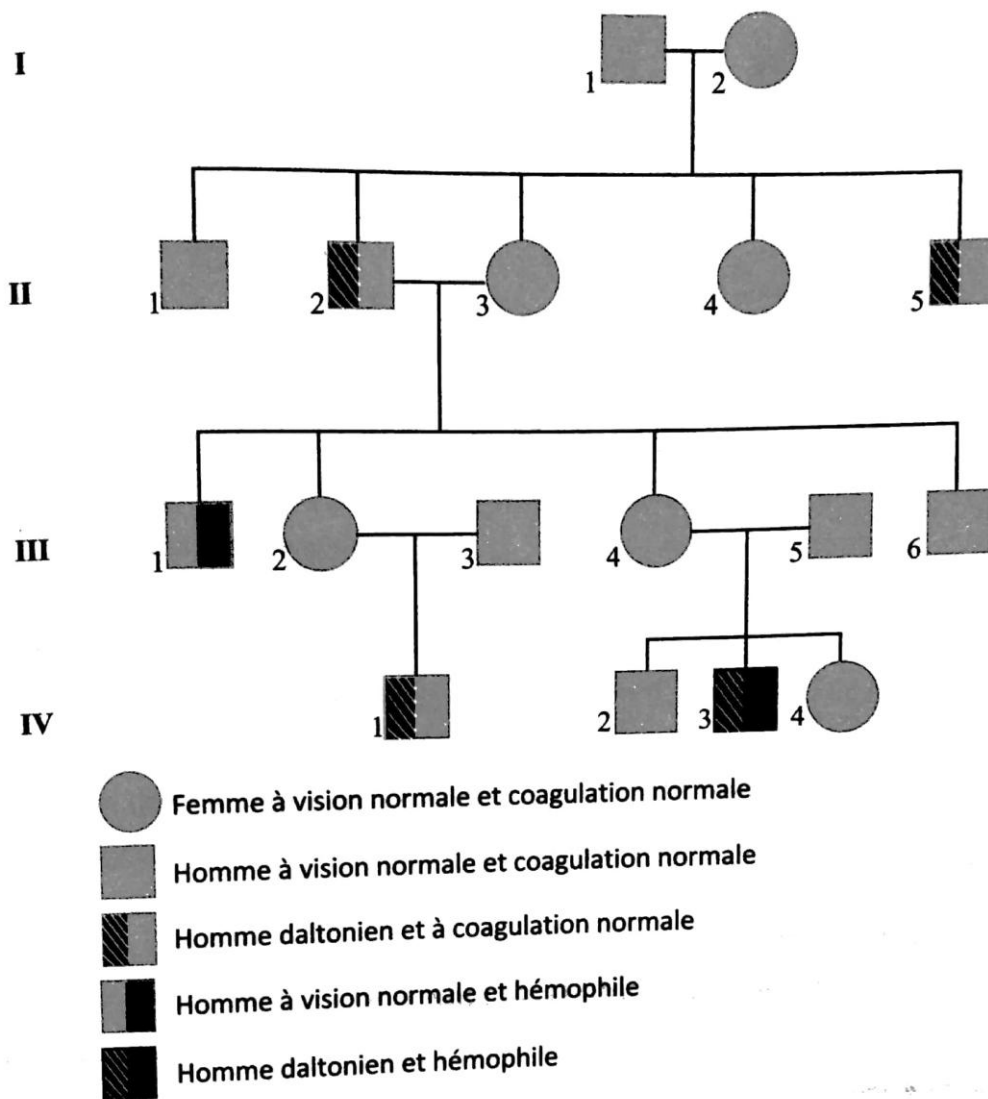 I
1 2
II
1 2 3 4 5
III
1 2 3 4 5 6
IV
1 2 3 4
Femme à vision normale et coagulation normale
Homme à vision normale et coagulation normale
Homme daltonien et à coagulation normale
Homme à vision normale et hémophile
Homme daltonien et hémophile